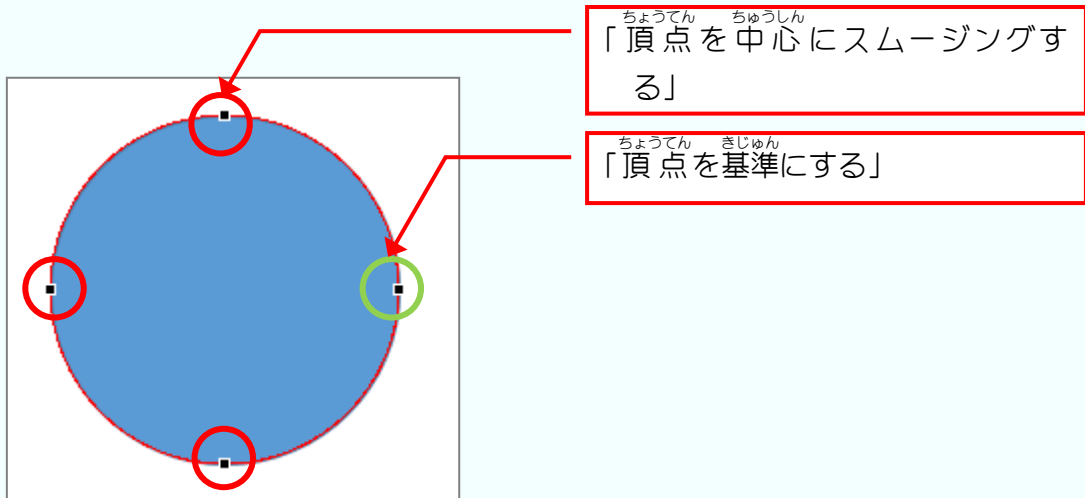 ちょうてん ちゅうしん
「頂点を中心にスムージングす
る」
ちょうてん きじゅん
「頂点を基準にする」